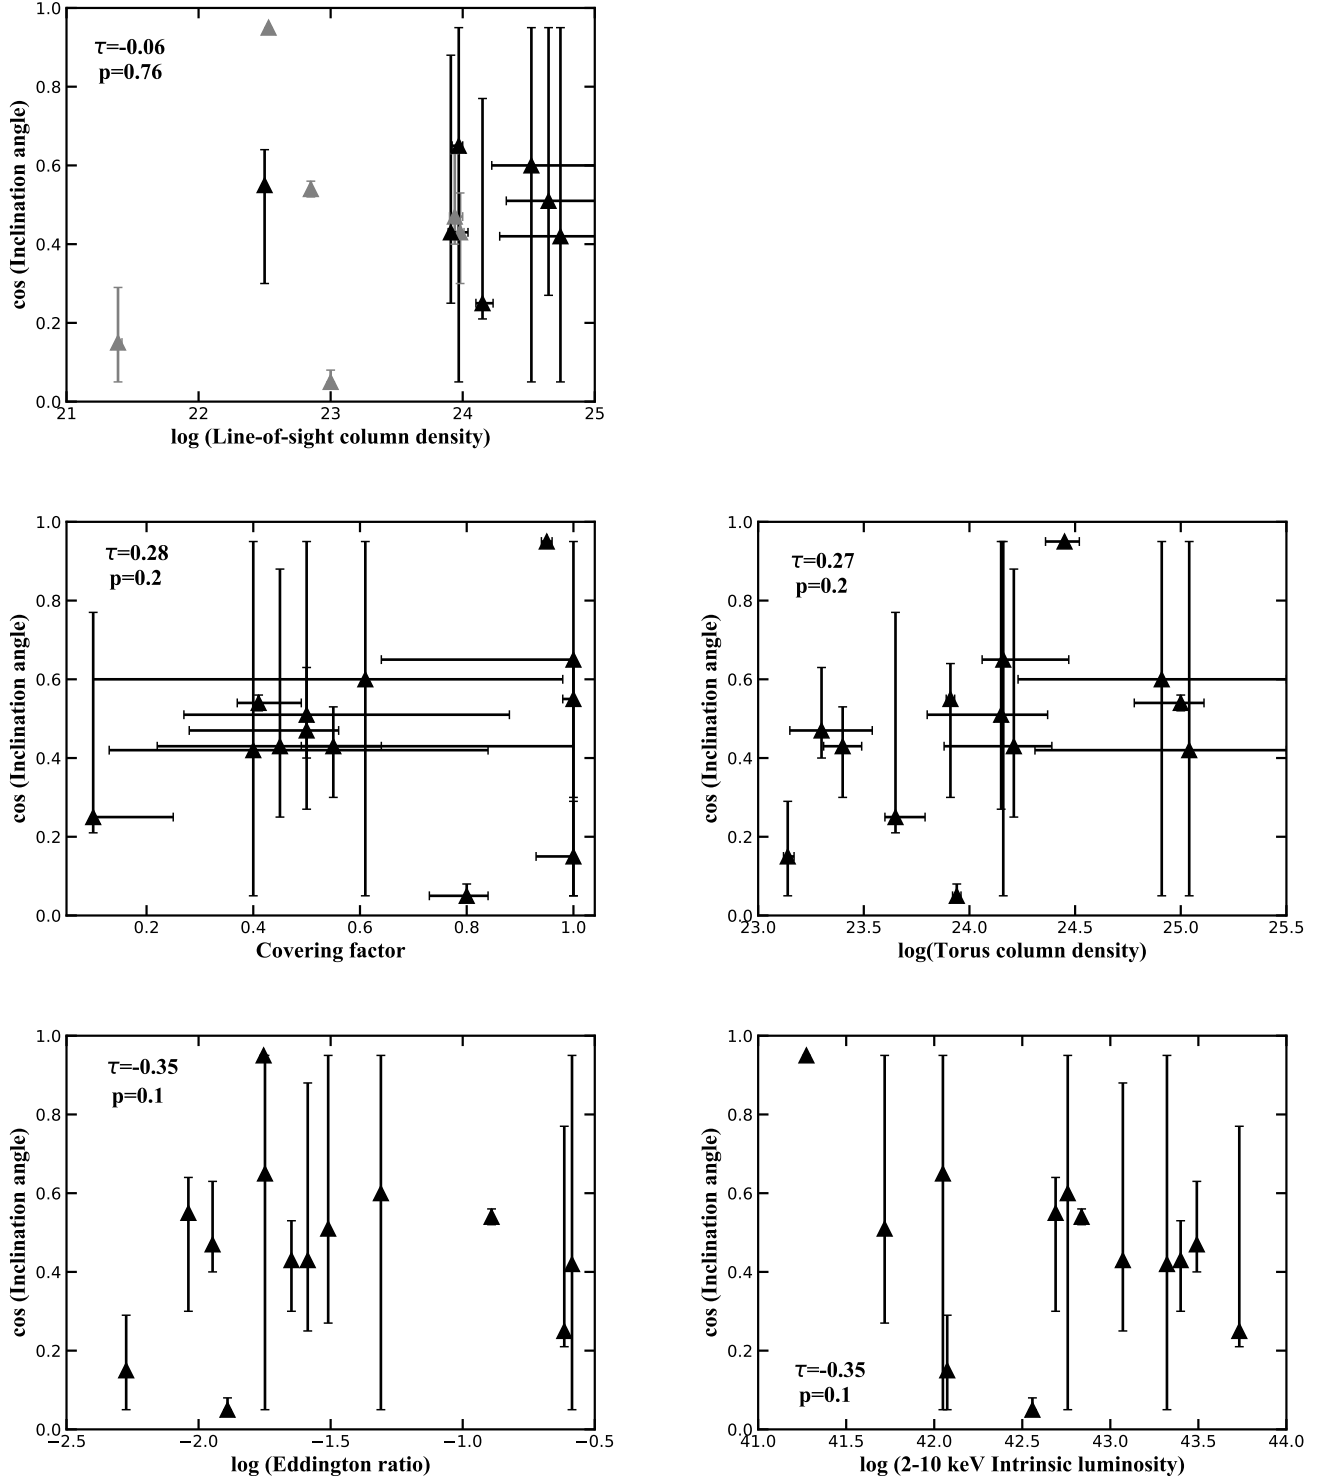 1.0
τ=-0.06
p=0.76
0.8
0.6
0.4
0.2
0.0
cos (Inclination angle)
21 22 23 24 25
log (Line-of-sight column density)
1.0
τ=0.28
p=0.2
0.8
0.6
0.4
0.2
0.0
cos (Inclination angle)
0.2 0.4 0.6 0.8 1.0
Covering factor
1.0
τ=0.27
p=0.2
0.8
0.6
0.4
0.2
0.0
cos (Inclination angle)
23.0 23.5 24.0 24.5 25.0 25.5
log(Torus column density)
1.0
τ=-0.35
p=0.1
0.8
0.6
0.4
0.2
0.0
cos (Inclination angle)
−2.5 −2.0 −1.5 −1.0 −0.5
log (Eddington ratio)
1.0
0.8
0.6
0.4
0.2
τ=-0.35
p=0.1
0.0
cos (Inclination angle)
41.0 41.5 42.0 42.5 43.0 43.5 44.0
log (2-10 keV Intrinsic luminosity)